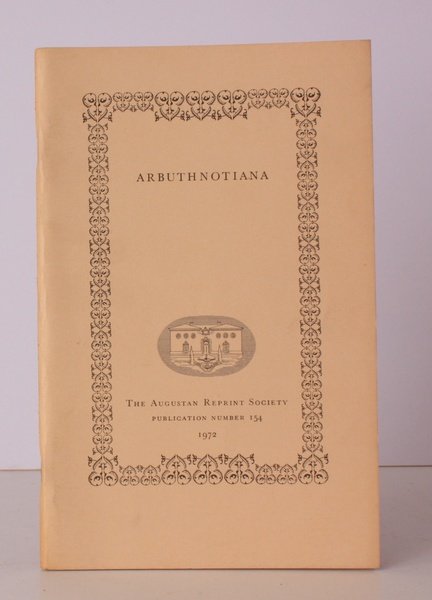 ARBUTHNOTIANA
THE AUGUSTAN REPRINT SOCIETY
PUBLICATION NUMBER 154
1972